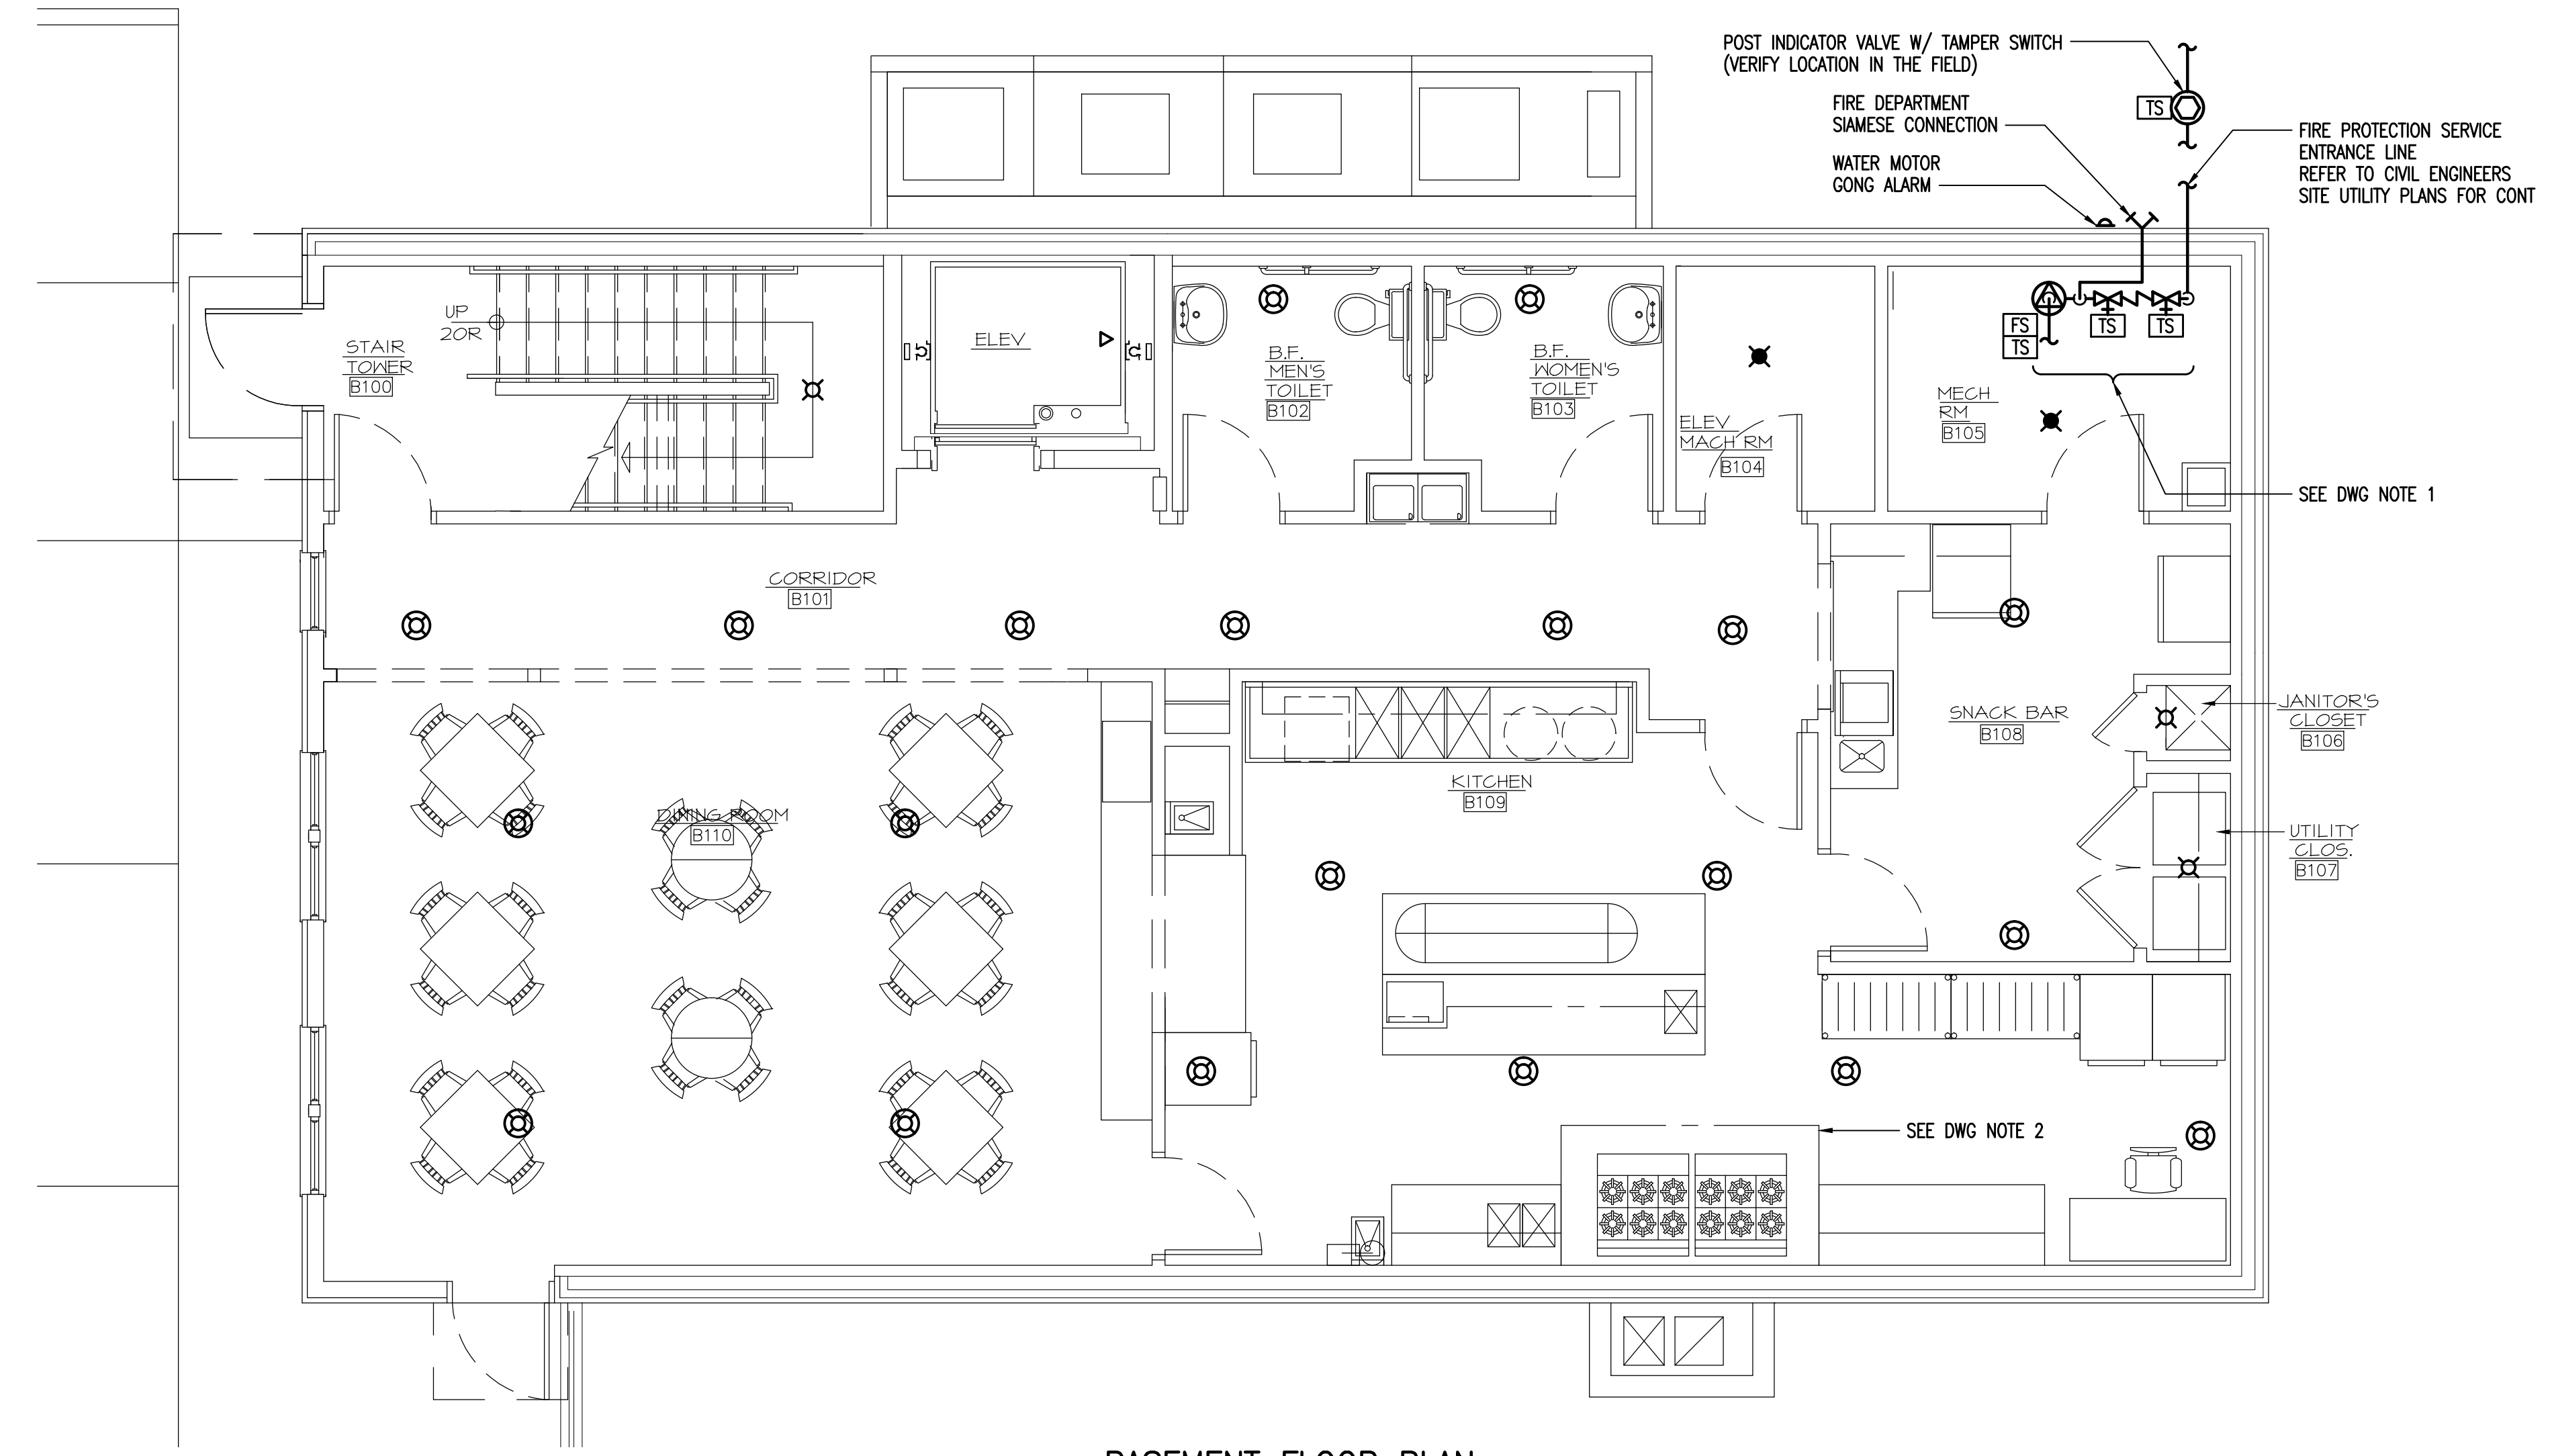 POST INDICATOR VALVE W/ TAMPER SWITCH
(VERIFY LOCATION IN THE FIELD)
TS
FIRE DEPARTMENT
SIAMESE CONNECTION
FIRE PROTECTION SERVICE
ENTRANCE LINE
REFER TO CIVIL ENGINEERS
SITE UTILITY PLANS FOR CONT
WATER MOTOR
GONG ALARM
UP
20R
STAIR
TOWER
B100
ELEV
B.F.
MEN'S
TOILET
B102
B.F.
WOMEN'S
TOILET
B103
ELEV
MACH RM
B104
MECH
RM
B105
FS
TS
TS
TS
SEE DWG NOTE 1
CORRIDOR
B101
SNACK BAR
B108
JANITOR'S
CLOSET
B106
KITCHEN
B109
DINING ROOM
B110
UTILITY
CLOS.
B107
SEE DWG NOTE 2
BASEMENT FLOOR PLAN